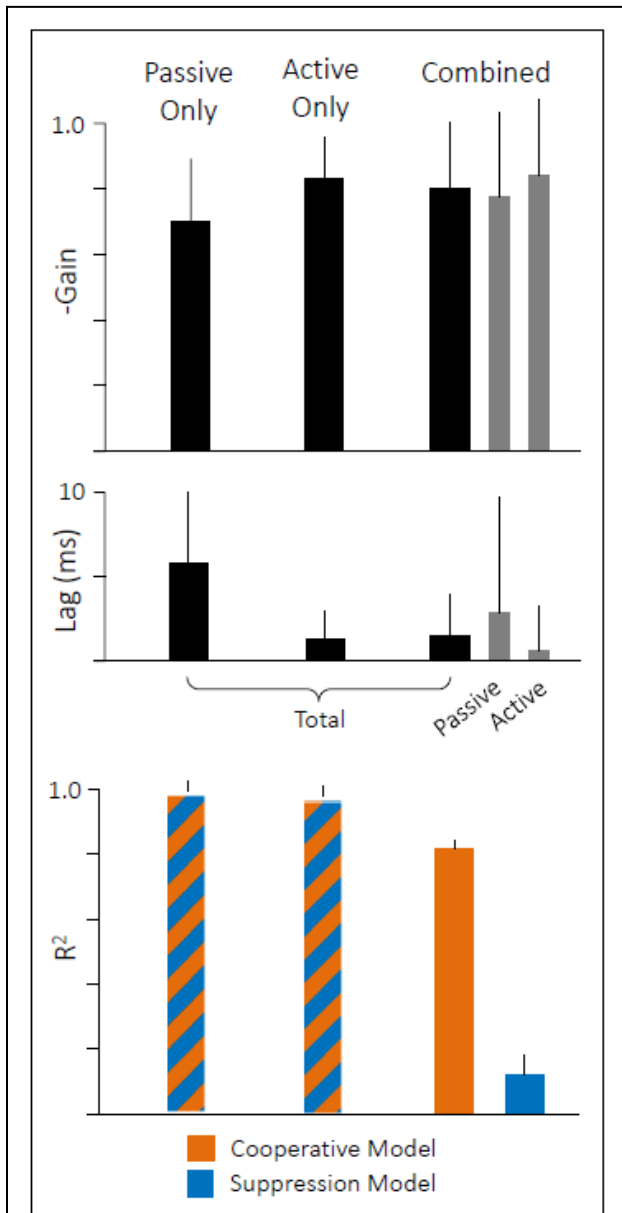 Passive Only
Active Only
Combined
1.0
-Gain
10
Lag (ms)
Total
Passive
Active
1.0
R²
Cooperative Model
Suppression Model